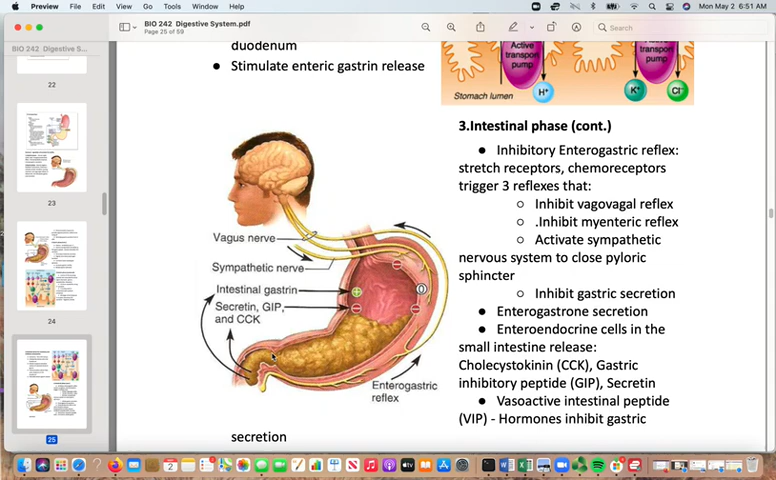 Preview File Edit View Go Tools Window Help
Mon May 2 6:51 AM
BIO 242 Digestive System.pdf
Page 25 of 59
Search
BIO 242 Digestive S...
22
23
24
25
duodenum
● Stimulate enteric gastrin release
Active
transpon
pump
Active
transpon
pump
Stomach lumen
H+
K+
Cl-
Vagus nerve
Sympathetic nerve
Intestinal gastrin
Secretin, GIP,
and CCK
Enterogastric
reflex
secretion
3.Intestinal phase (cont.)
● Inhibitory Enterogastric reflex:
stretch receptors, chemoreceptors
trigger 3 reflexes that:
○ Inhibit vagovagal reflex
○ .Inhibit myenteric reflex
○ Activate sympathetic
nervous system to close pyloric
sphincter
○ Inhibit gastric secretion
● Enterogastrone secretion
● Enteroendocrine cells in the
small intestine release:
Cholecystokinin (CCK), Gastric
inhibitory peptide (GIP), Secretin
● Vasoactive intestinal peptide
(VIP) - Hormones inhibit gastric